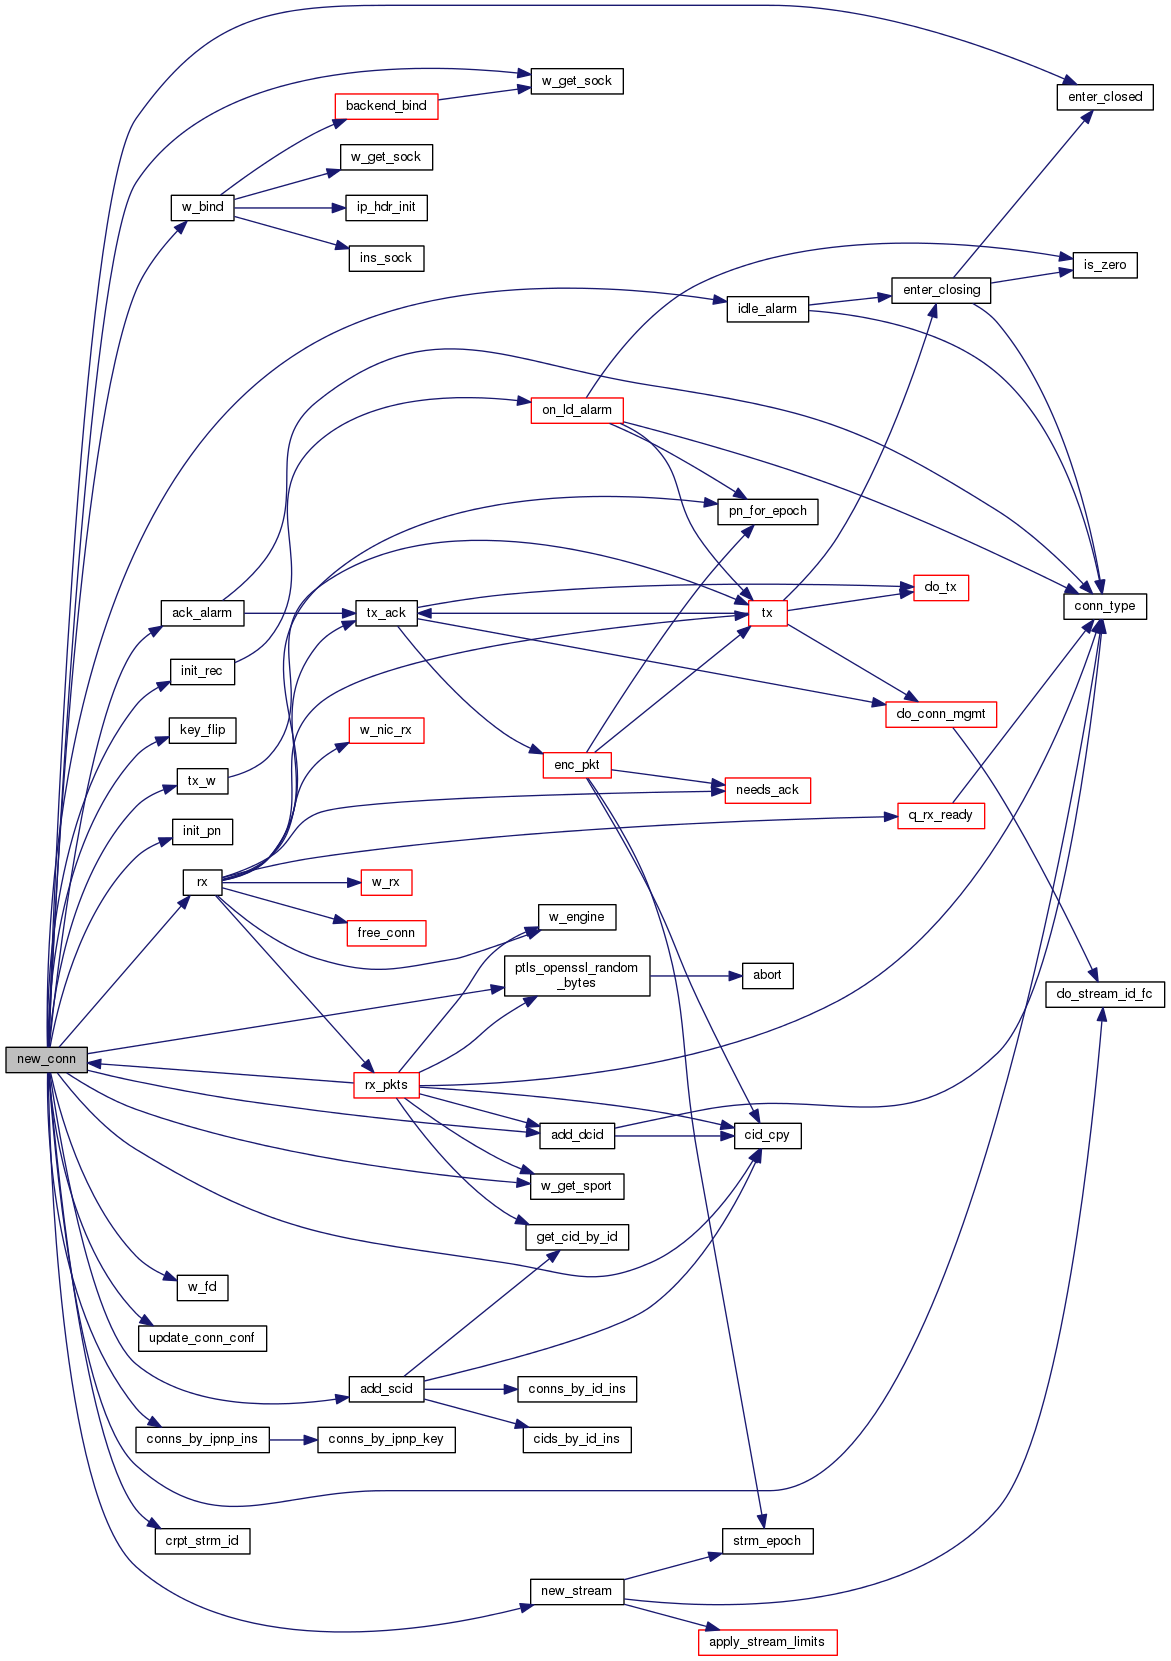 enter_closed
w_get_sock
backend_bind
w_get_sock
w_bind
ip_hdr_init
ins_sock
is_zero
enter_closing
idle_alarm
on_ld_alarm
pn_for_epoch
do_tx
conn_type
ack_alarm
tx_ack
tx
init_rec
do_conn_mgmt
key_flip
w_nic_rx
enc_pkt
tx_w
needs_ack
q_rx_ready
init_pn
rx
w_rx
w_engine
free_conn
ptls_openssl_random
_bytes
abort
do_stream_id_fc
new_conn
rx_pkts
add_dcid
cid_cpy
w_get_sport
get_cid_by_id
w_fd
update_conn_conf
add_scid
conns_by_id_ins
conns_by_ipnp_ins
conns_by_ipnp_key
cids_by_id_ins
crpt_strm_id
strm_epoch
new_stream
apply_stream_limits